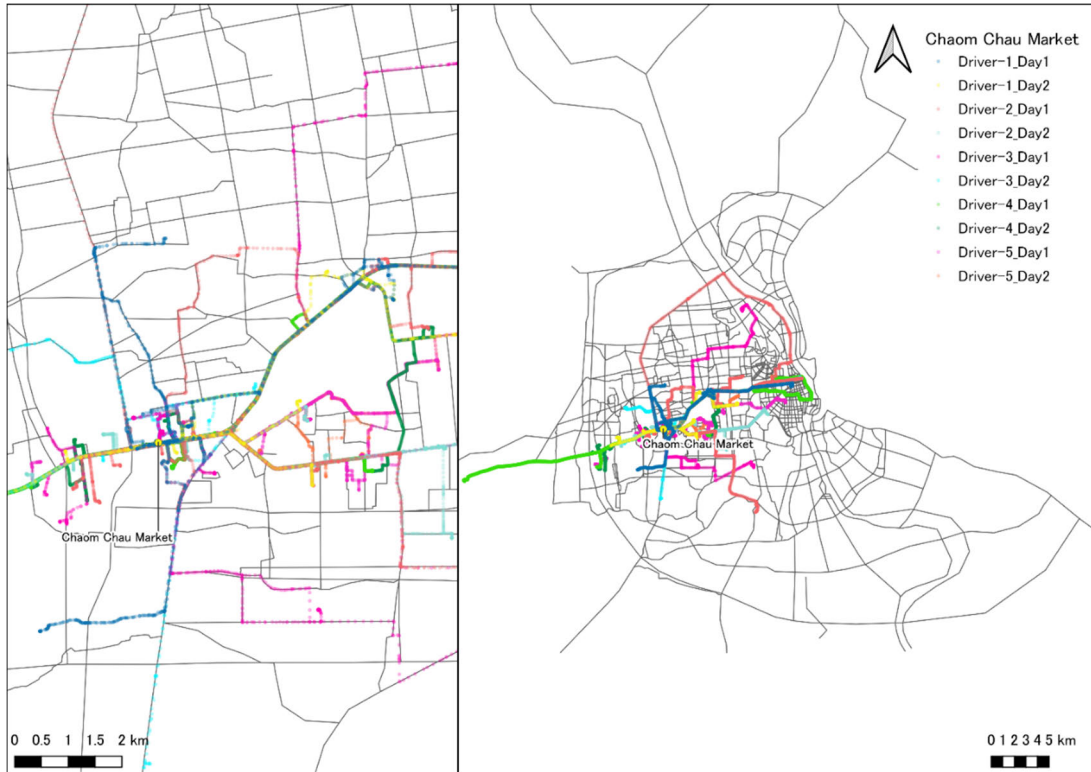 Chaom Chau Market
Driver-1_Day1
Driver-1_Day2
Driver-2_Day1
Driver-2_Day2
Driver-3_Day1
Driver-3_Day2
Driver-4_Day1
Driver-4_Day2
Driver-5_Day1
Driver-5_Day2
Chaom Chau Market
Chaom Chau Market
0 0.5 1 1.5 2 km
0 1 2 3 4 5 km